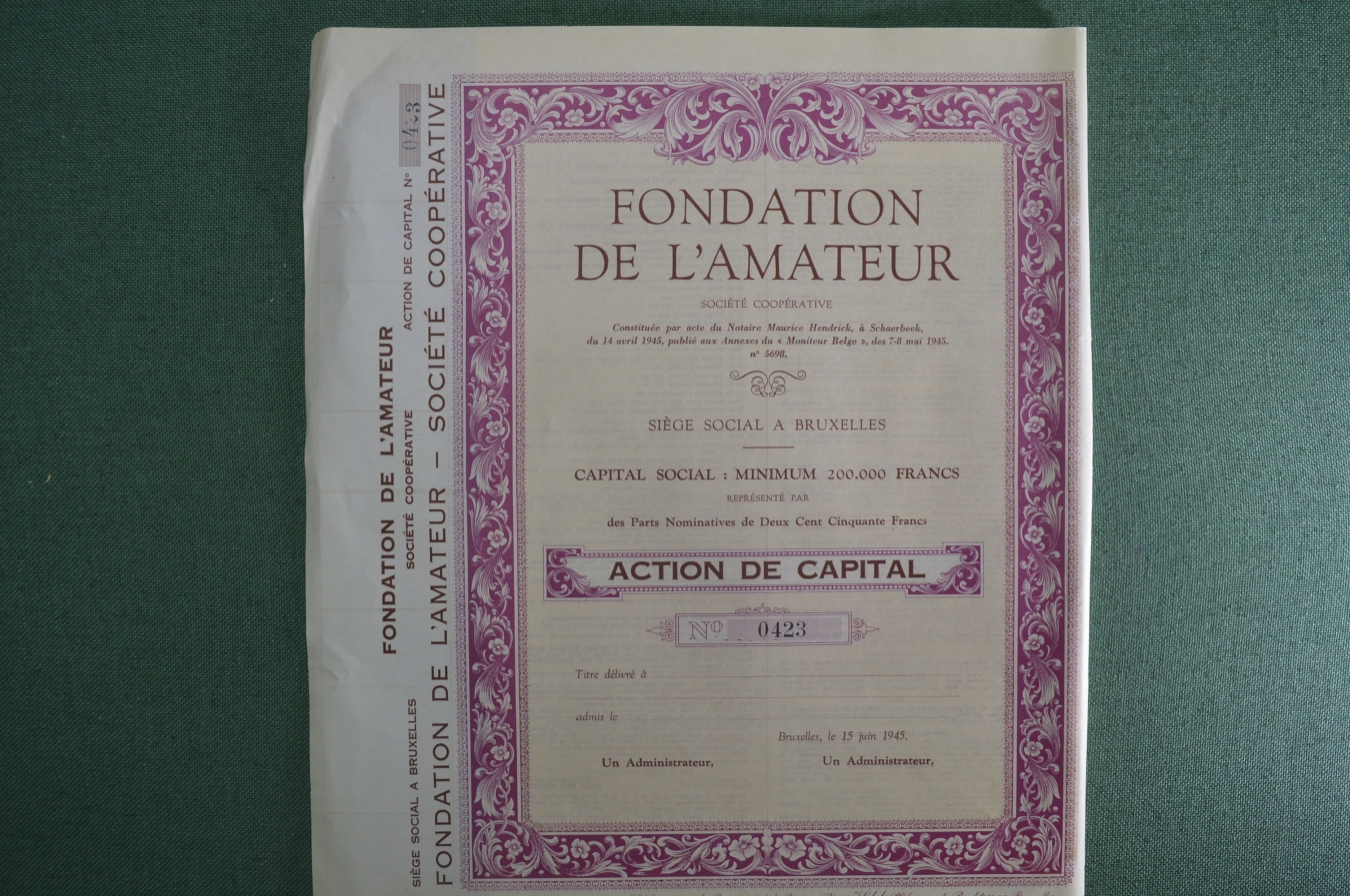 FONDATION DE L'AMATEUR
SOCIÉTÉ COOPÉRATIVE
SIÈGE SOCIAL A BRUXELLES
ACTION DE CAPITAL Nº 0423
FONDATION DE L'AMATEUR – SOCIÉTÉ COOPÉRATIVE
FONDATION
DE L'AMATEUR
SOCIÉTÉ COOPÉRATIVE
Constituée par acte du Notaire Maurice Hendrick, à Schaerbeek,
du 14 avril 1945, publié aux Annexes du « Moniteur Belge », des 7-8 mai 1945.
nº 5698.
SIÈGE SOCIAL A BRUXELLES
CAPITAL SOCIAL : MINIMUM 200.000 FRANCS
REPRÉSENTÉ PAR
des Parts Nominatives de Deux Cent Cinquante Francs
ACTION DE CAPITAL
Nº 0423
Titre délivré à
admis le
Bruxelles, le 15 juin 1945.
Un Administrateur, Un Administrateur,